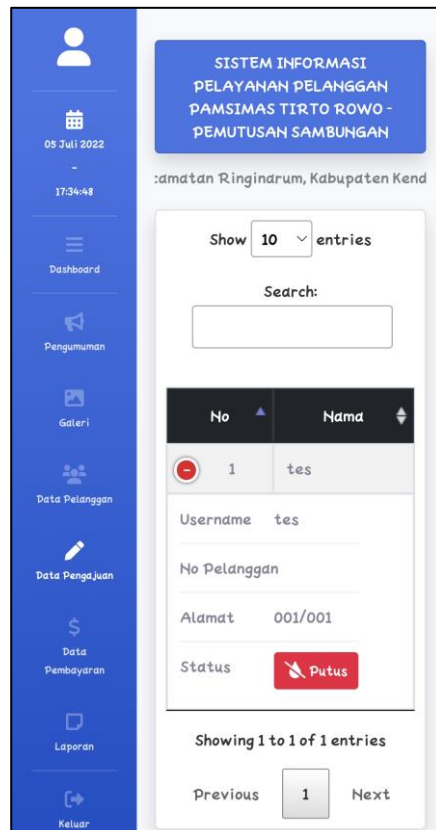 05 Juli 2022
-
17:34:48
Dashboard
Pengumuman
Galeri
Data Pelanggan
Data Pengajuan
Data
Pembayaran
Laporan
Keluar
SISTEM INFORMASI
PELAYANAN PELANGGAN
PAMSIMAS TIRTO ROWO -
PEMUTUSAN SAMBUNGAN
camatan Ringinarum, Kabupaten Kend
Show 10 entries
Search:
No Nama
1 tes
Username tes
No Pelanggan
Alamat 001/001
Status Putus
Showing 1 to 1 of 1 entries
Previous 1 Next